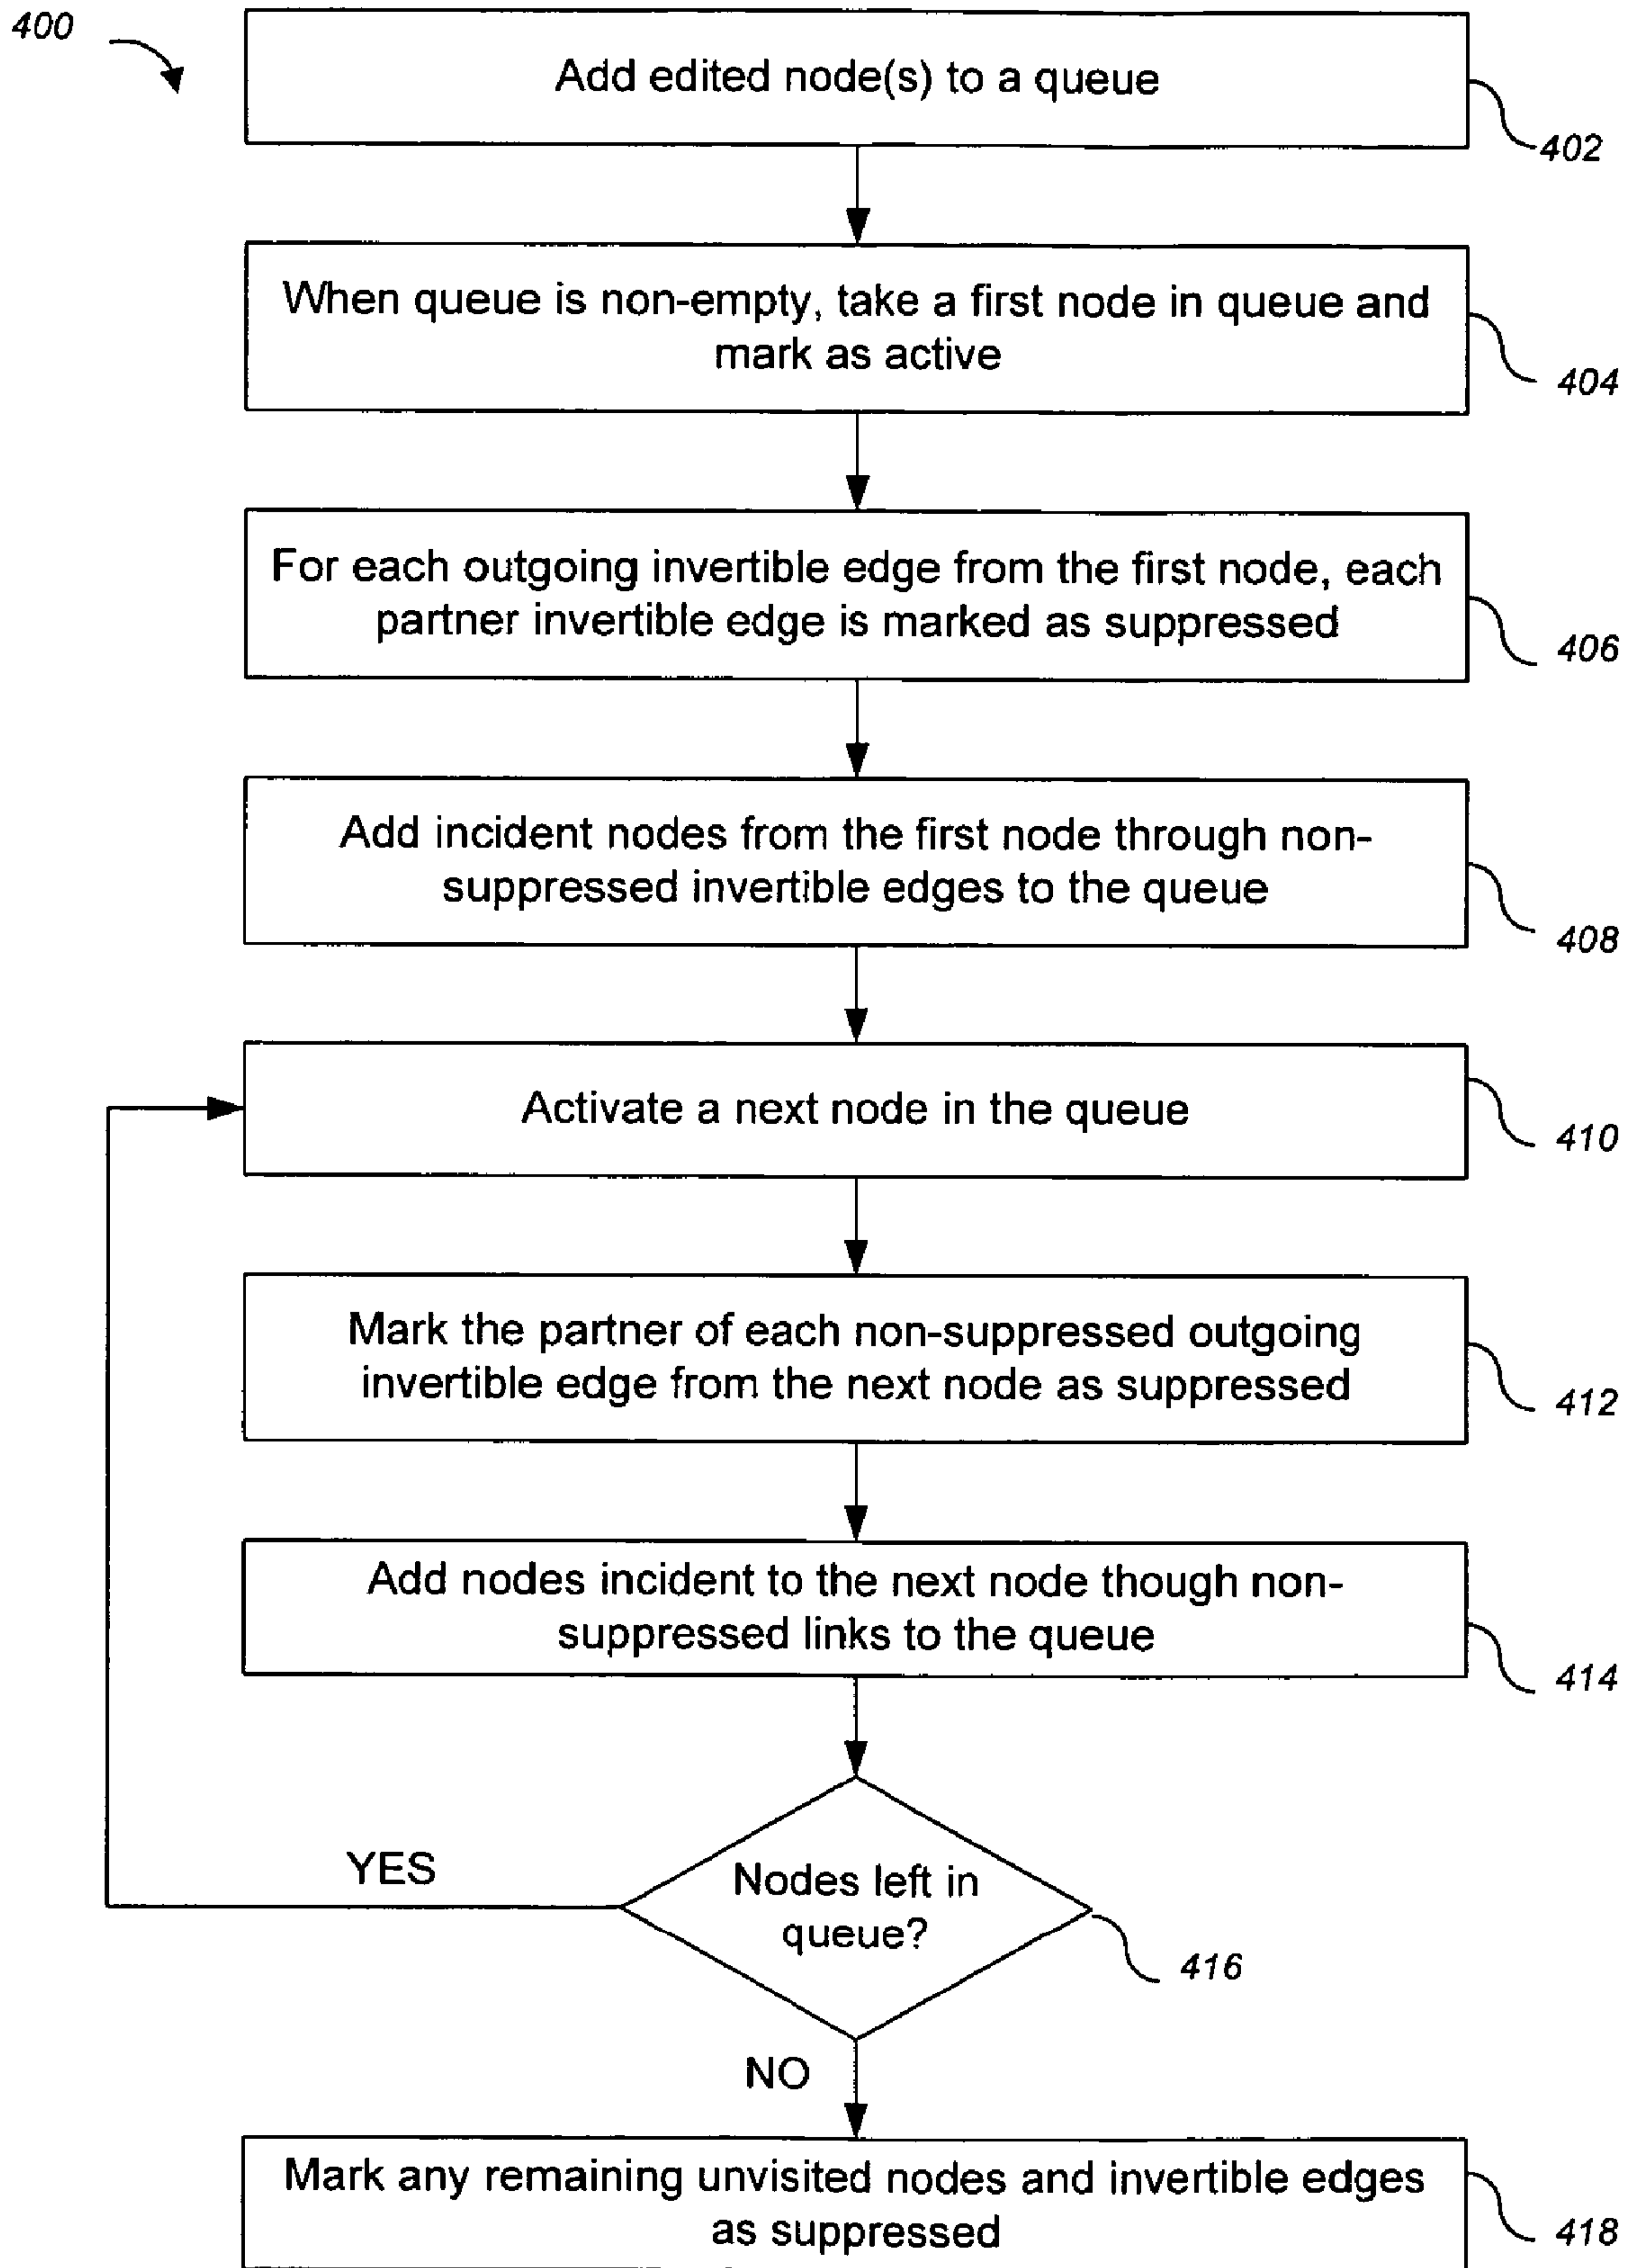 400
Add edited node(s) to a queue
402
When queue is non-empty, take a first node in queue and
mark as active
404
For each outgoing invertible edge from the first node, each
partner invertible edge is marked as suppressed
406
Add incident nodes from the first node through non-
suppressed invertible edges to the queue
408
Activate a next node in the queue
410
Mark the partner of each non-suppressed outgoing
invertible edge from the next node as suppressed
412
Add nodes incident to the next node though non-
suppressed links to the queue
414
YES
Nodes left in
queue?
416
NO
Mark any remaining unvisited nodes and invertible edges
as suppressed
418